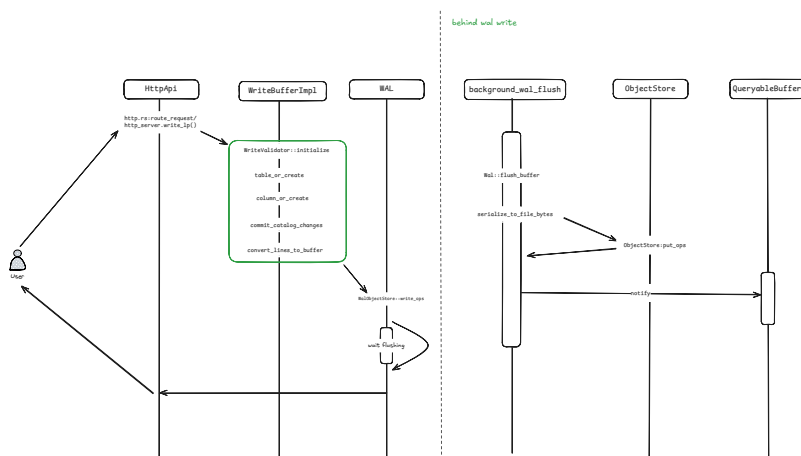 behind wal write
HttpApi
WriteBufferImpl
WAL
background_wal_flush
ObjectStore
QueryableBuffer
http.rs:route_request/
http_server.write_lp()
WriteValidator::initialize
table_or_create
column_or_create
commit_catalog_changes
convert_lines_to_buffer
User
WalObjectStore::write_ops
wait flushing
Wal::flush_buffer
serialize_to_file_bytes
ObjectStore:put_ops
notify